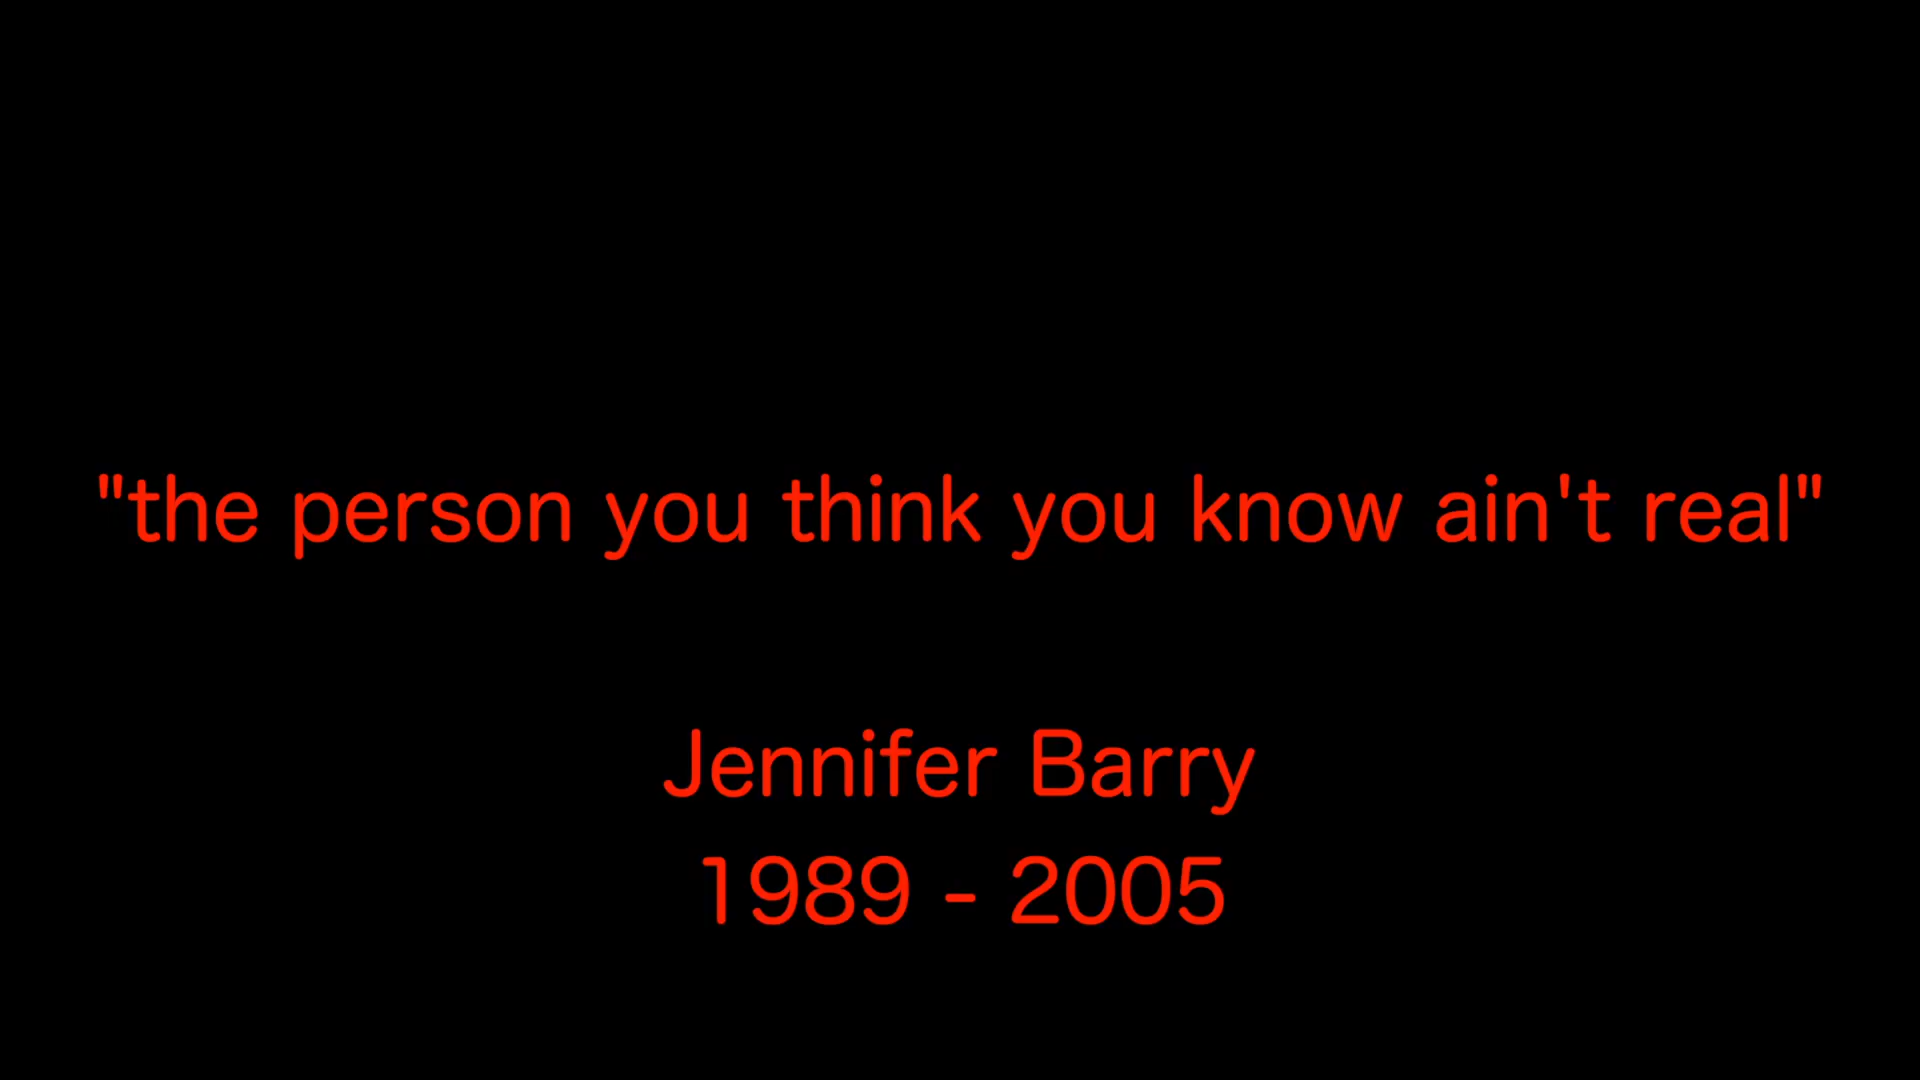 "the person you think you know ain't real"
Jennifer Barry
1989 - 2005